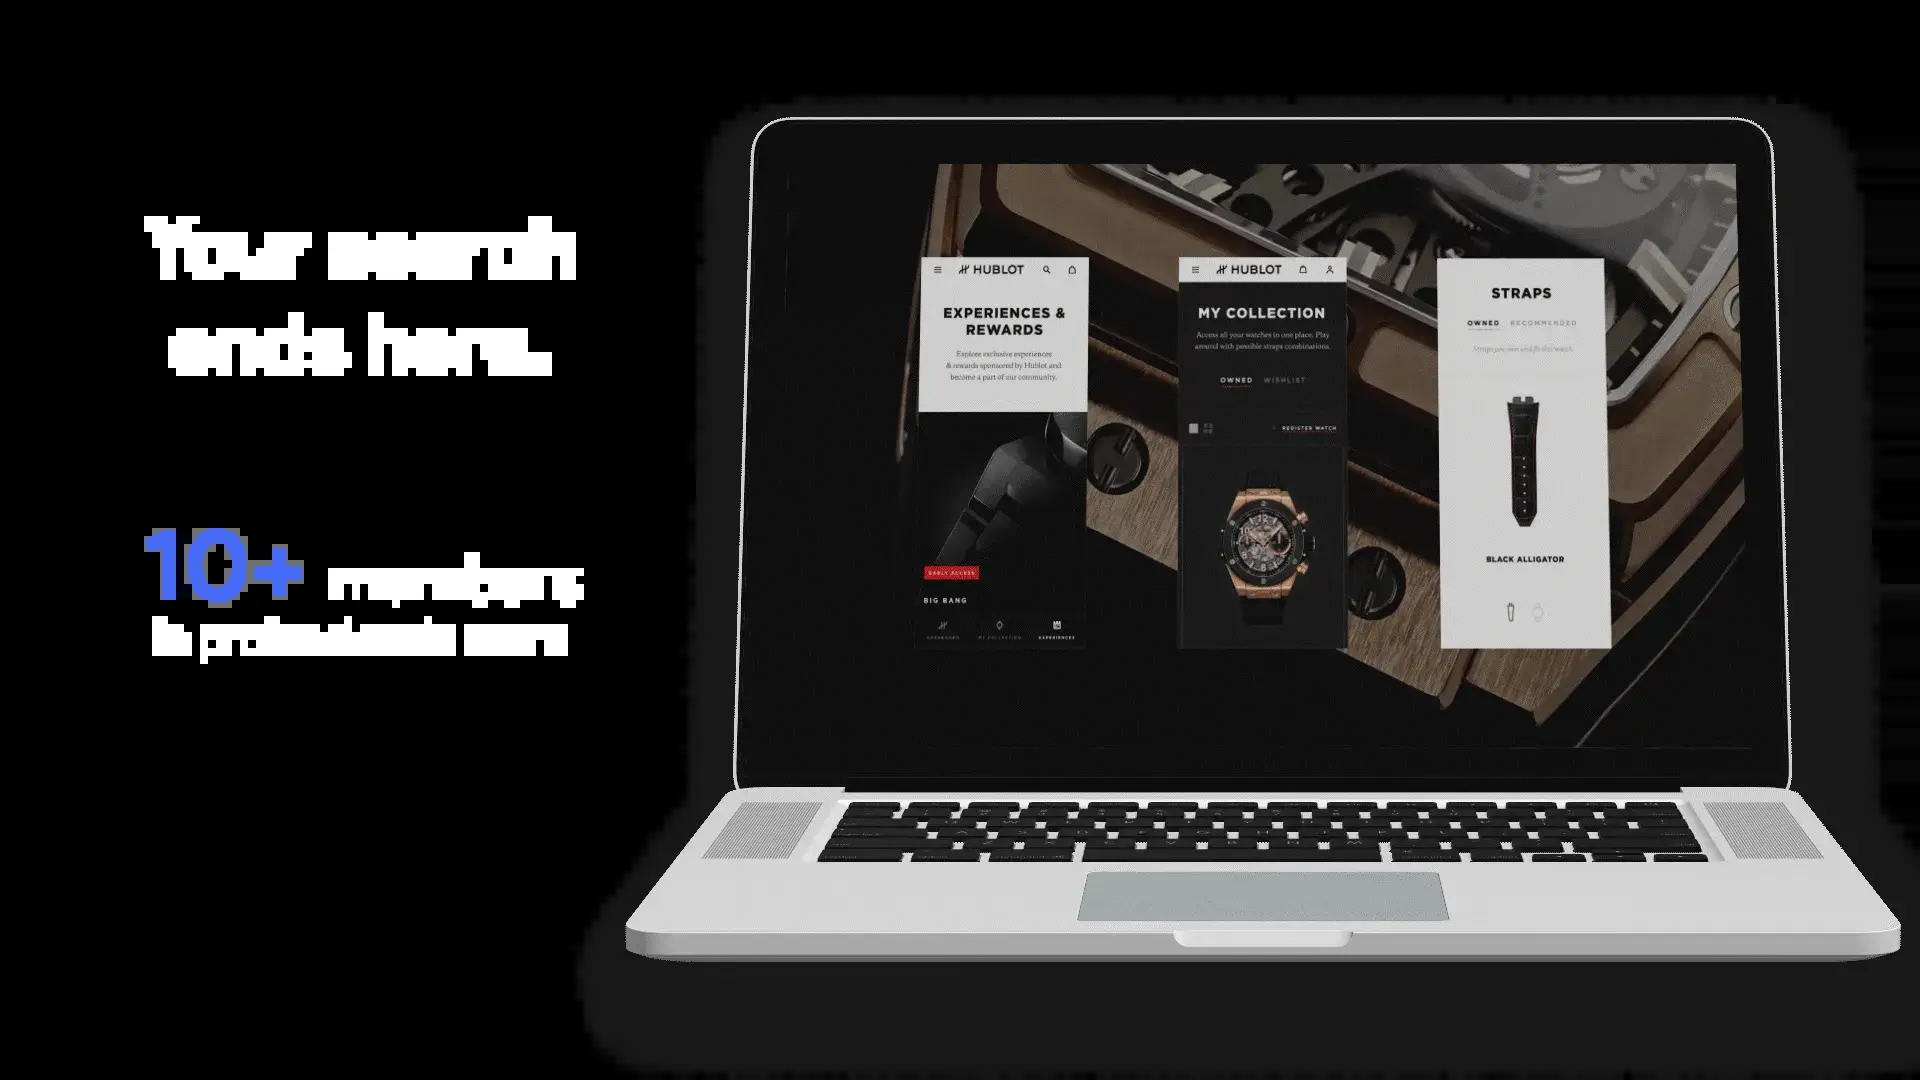 Your search
ends here.
10+ members
& professionals users
HUBLOT
EXPERIENCES &
REWARDS
Explore exclusive experiences
& rewards sponsored by Hublot and
become a part of our community.
EARLY ACCESS
BIG BANG
DASHBOARD MY COLLECTION EXPERIENCES
HUBLOT
MY COLLECTION
Access all your watches in one place. Play
around with possible straps combinations.
OWNED WISHLIST
REGISTER WATCH
STRAPS
OWNED RECOMMENDED
Straps you own and fit this watch.
BLACK ALLIGATOR